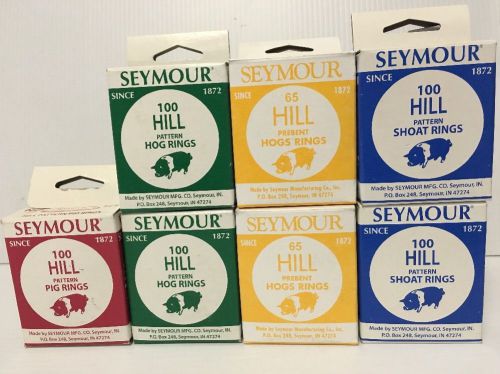 SEYMOUR®
SINCE 1872
100
HILL
PATTERN
HOG RINGS
Made by SEYMOUR MFG. CO. Seymour, IN.
P.O. Box 248, Seymour, IN 47274
SEYMOUR
SINCE 1872
65
HILL
PREBENT
HOGS RINGS
Made by Seymour Manufacturing Co., Inc.
P.O. Box 248, Seymour, IN 47274
SEYMOUR®
SINCE 1872
100
HILL
PATTERN
SHOAT RINGS
Made by SEYMOUR MFG. CO. Seymour, IN.
P.O. Box 248, Seymour, IN 47274
SEYMOUR®
SINCE 1872
100
HILL
PATTERN
PIG RINGS
Made by SEYMOUR MFG. CO. Seymour, IN.
P.O. Box 248, Seymour, IN 47274
SEYMOUR®
SINCE 1872
100
HILL
PATTERN
HOG RINGS
Made by SEYMOUR MFG. CO. Seymour, IN.
P.O. Box 248, Seymour, IN 47274
SEYMOUR
SINCE 1872
65
HILL
PREBENT
HOGS RINGS
Made by Seymour Manufacturing Co., Inc.
P.O. Box 248, Seymour, IN 47274
SEYMOUR®
SINCE 1872
100
HILL
PATTERN
SHOAT RINGS
Made by SEYMOUR MFG. CO. Seymour, IN.
P.O. Box 248, Seymour, IN 47274